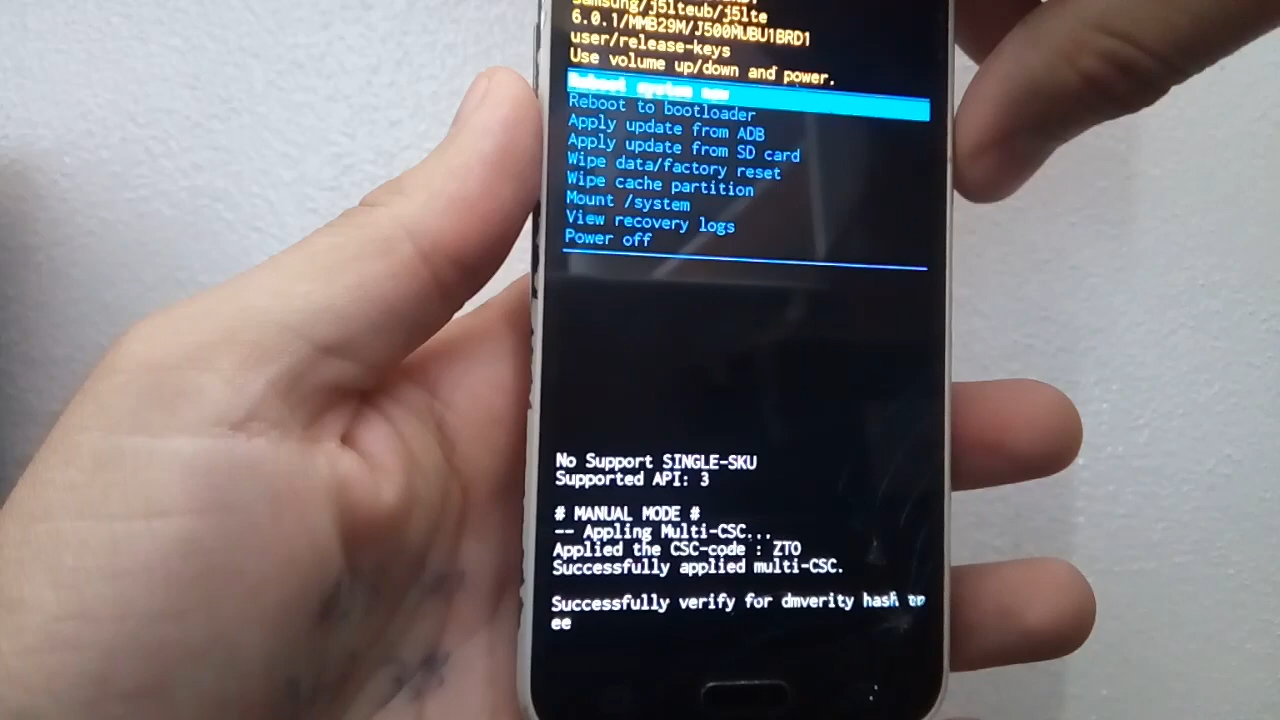 samsung/j5lteub/j5lte
6.0.1/MMB29M/J500MUBU1BRD1
user/release-keys
Use volume up/down and power.
Reboot system now
Reboot to bootloader
Apply update from ADB
Apply update from SD card
Wipe data/factory reset
Wipe cache partition
Mount /system
View recovery logs
Power off
No Support SINGLE-SKU
Supported API: 3
# MANUAL MODE #
-- Appling Multi-CSC...
Applied the CSC-code : ZTO
Successfully applied multi-CSC.
Successfully verify for dmverity hash tr
ee